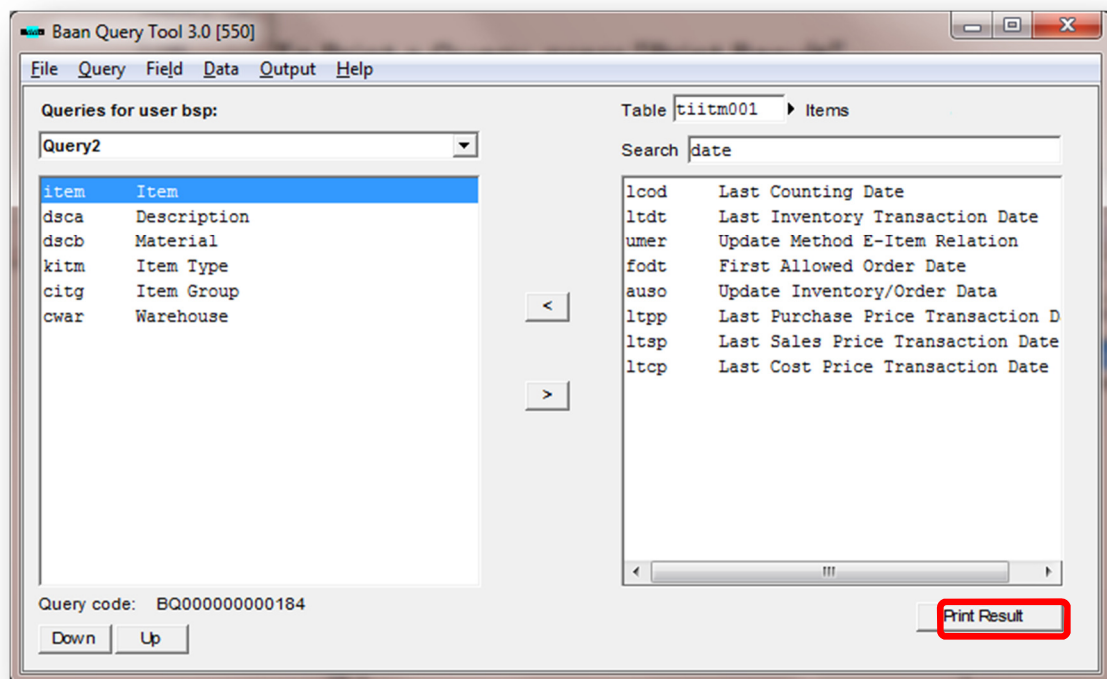 Baan Query Tool 3.0 [550]
File Query Field Data Output Help
Queries for user bsp:
Query2
item Item
dsca Description
dscb Material
kitm Item Type
citg Item Group
cwar Warehouse
Query code: BQ000000000184
Down Up
Table tiitm001 Items
Search date
lcod Last Counting Date
ltdt Last Inventory Transaction Date
umer Update Method E-Item Relation
fodt First Allowed Order Date
auso Update Inventory/Order Data
ltpp Last Purchase Price Transaction D
ltsp Last Sales Price Transaction Date
ltcp Last Cost Price Transaction Date
< 
>
Print Result